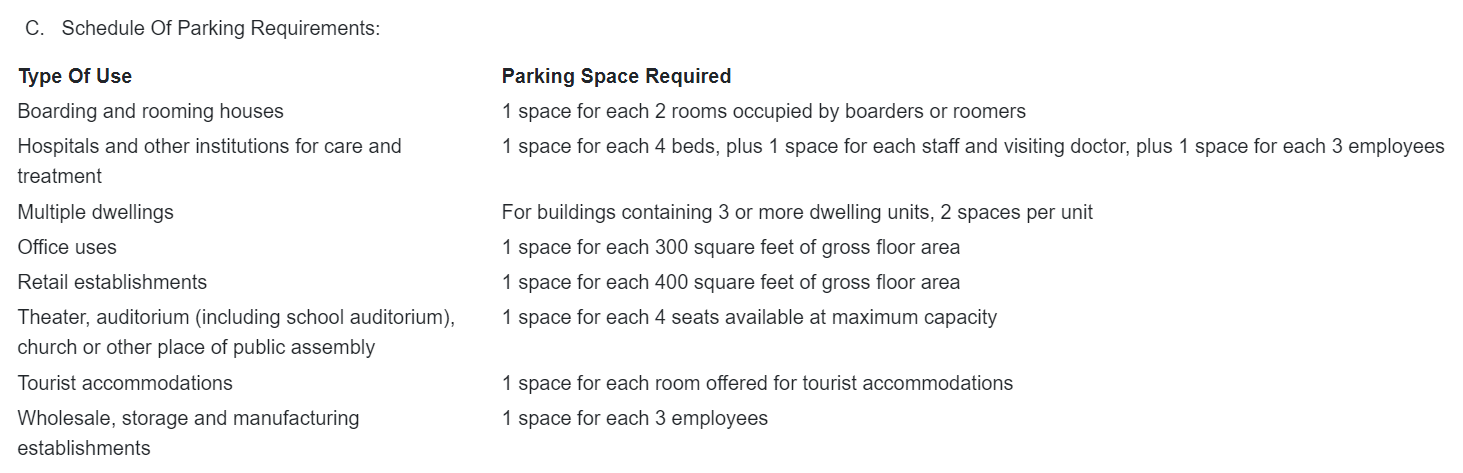 C. Schedule Of Parking Requirements:
Type Of Use Parking Space Required
Boarding and rooming houses 1 space for each 2 rooms occupied by boarders or roomers
Hospitals and other institutions for care and 1 space for each 4 beds, plus 1 space for each staff and visiting doctor, plus 1 space for each 3 employees
treatment
Multiple dwellings For buildings containing 3 or more dwelling units, 2 spaces per unit
Office uses 1 space for each 300 square feet of gross floor area
Retail establishments 1 space for each 400 square feet of gross floor area
Theater, auditorium (including school auditorium), 1 space for each 4 seats available at maximum capacity
church or other place of public assembly
Tourist accommodations 1 space for each room offered for tourist accommodations
Wholesale, storage and manufacturing 1 space for each 3 employees
establishments